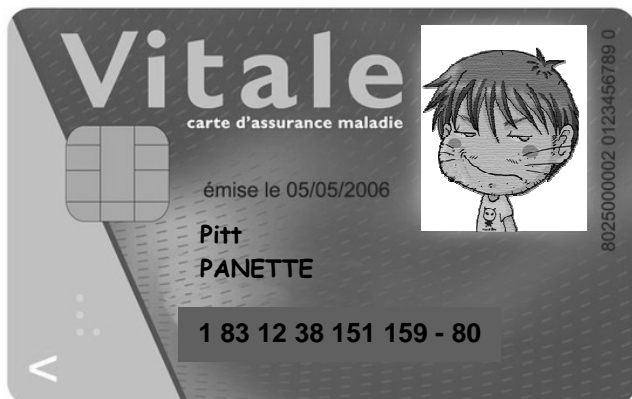 Vitale
carte d'assurance maladie
émise le 05/05/2006
Pitt
PANETTE
1 83 12 38 151 159 - 80
8025000002 0123456789 0